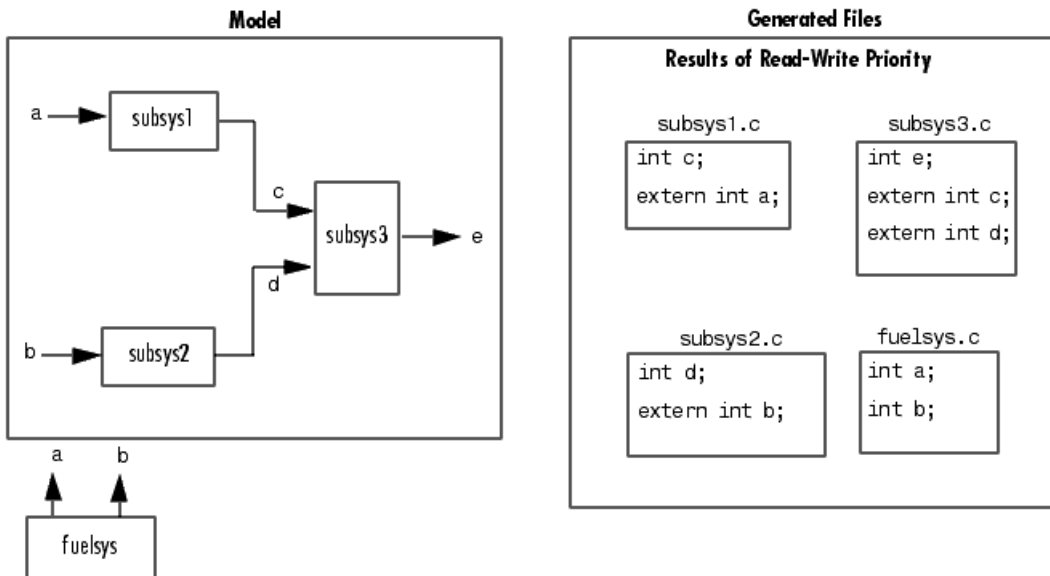 Model
a
subsys1
c
subsys3
e
d
b
subsys2
a
b
fuelsys
Generated Files
Results of Read-Write Priority
subsys1.c
int c;
extern int a;
subsys3.c
int e;
extern int c;
extern int d;
subsys2.c
int d;
extern int b;
fuelsys.c
int a;
int b;